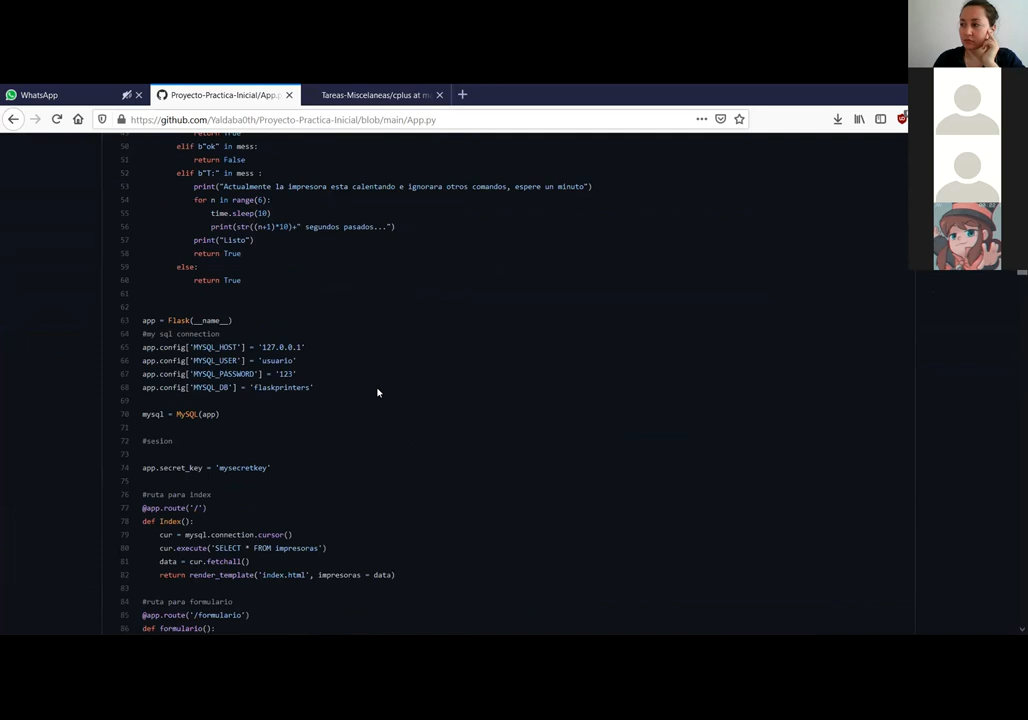 WhatsApp
Proyecto-Practica-Inicial/App.p
Tareas-Miscelaneas/cplus at ma
https://github.com/Yaldaba0th/Proyecto-Practica-Inicial/blob/main/App.py
return True
50 elif b"ok" in mess:
51 return False
52 elif b"T:" in mess :
53 print("Actualmente la impresora esta calentando e ignorara otros comandos, espere un minuto")
54 for n in range(6):
55 time.sleep(10)
56 print(str((n+1)*10)+" segundos pasados...")
57 print("Listo")
58 return True
59 else:
60 return True
61
62
63 app = Flask(__name__)
64 #my sql connection
65 app.config['MYSQL_HOST'] = '127.0.0.1'
66 app.config['MYSQL_USER'] = 'usuario'
67 app.config['MYSQL_PASSWORD'] = '123'
68 app.config['MYSQL_DB'] = 'flaskprinters'
69
70 mysql = MySQL(app)
71
72 #sesion
73
74 app.secret_key = 'mysecretkey'
75
76 #ruta para index
77 @app.route('/')
78 def Index():
79 cur = mysql.connection.cursor()
80 cur.execute('SELECT * FROM impresoras')
81 data = cur.fetchall()
82 return render_template('index.html', impresoras = data)
83
84 #ruta para formulario
85 @app.route('/formulario')
86 def formulario():